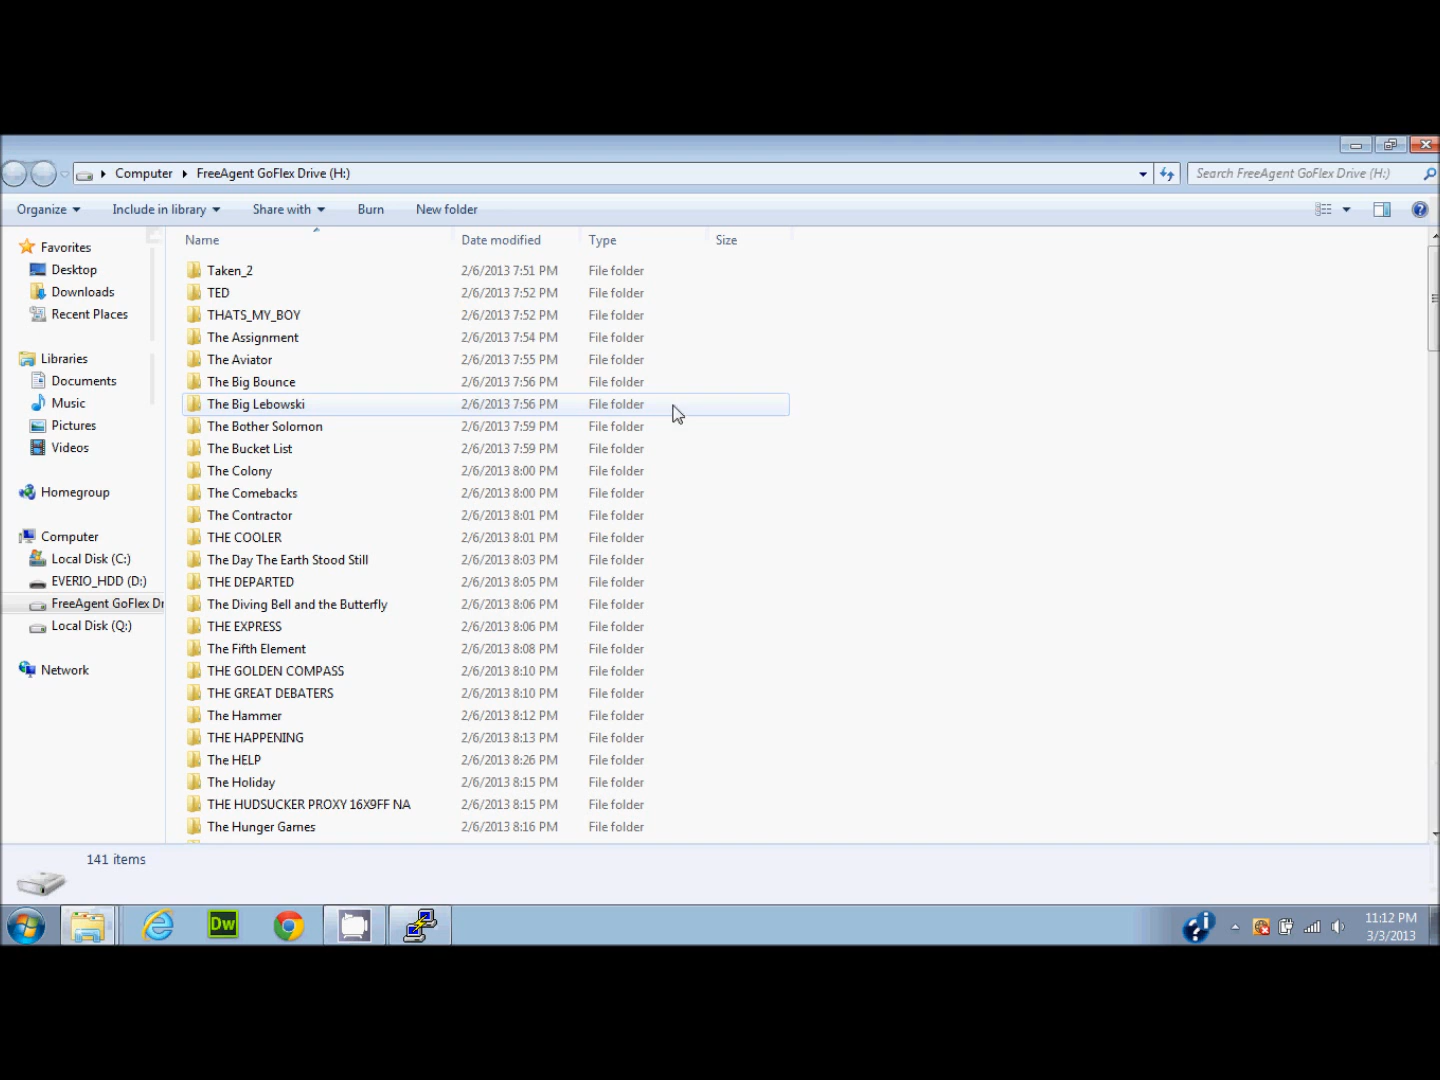 Computer FreeAgent GoFlex Drive (H:) Search FreeAgent GoFlex Drive (H:)
Organize Include in library Share with Burn New folder
Favorites
Desktop
Downloads
Recent Places
Libraries
Documents
Music
Pictures
Videos
Homegroup
Computer
Local Disk (C:)
EVERIO_HDD (D:)
FreeAgent GoFlex Dr
Local Disk (Q:)
Network
Name Date modified Type Size
Taken_2 2/6/2013 7:51 PM File folder
TED 2/6/2013 7:52 PM File folder
THATS_MY_BOY 2/6/2013 7:52 PM File folder
The Assignment 2/6/2013 7:54 PM File folder
The Aviator 2/6/2013 7:55 PM File folder
The Big Bounce 2/6/2013 7:56 PM File folder
The Big Lebowski 2/6/2013 7:56 PM File folder
The Bother Solomon 2/6/2013 7:59 PM File folder
The Bucket List 2/6/2013 7:59 PM File folder
The Colony 2/6/2013 8:00 PM File folder
The Comebacks 2/6/2013 8:00 PM File folder
The Contractor 2/6/2013 8:01 PM File folder
THE COOLER 2/6/2013 8:01 PM File folder
The Day The Earth Stood Still 2/6/2013 8:03 PM File folder
THE DEPARTED 2/6/2013 8:05 PM File folder
The Diving Bell and the Butterfly 2/6/2013 8:06 PM File folder
THE EXPRESS 2/6/2013 8:06 PM File folder
The Fifth Element 2/6/2013 8:08 PM File folder
THE GOLDEN COMPASS 2/6/2013 8:10 PM File folder
THE GREAT DEBATERS 2/6/2013 8:10 PM File folder
The Hammer 2/6/2013 8:12 PM File folder
THE HAPPENING 2/6/2013 8:13 PM File folder
The HELP 2/6/2013 8:26 PM File folder
The Holiday 2/6/2013 8:15 PM File folder
THE HUDSUCKER PROXY 16X9FF NA 2/6/2013 8:15 PM File folder
The Hunger Games 2/6/2013 8:16 PM File folder
141 items
Dw
11:12 PM
3/3/2013